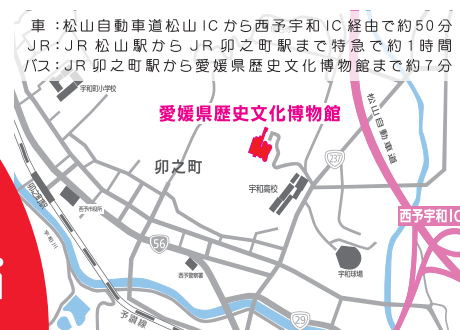 車：松山自動車道松山ICから西予宇和IC経由で約50分
JR：JR松山駅からJR卯之町駅まで特急で約1時間
バス：JR卯之町駅から愛媛県歴史文化博物館まで約7分
宇和町小学校
愛媛県歴史文化博物館
松山自動車道
卯之町
237
宇和高校
卯之町駅
西予市役所
西予宇和IC
宇和川
56
西予警察署
宇和球場
i
予讃線
29